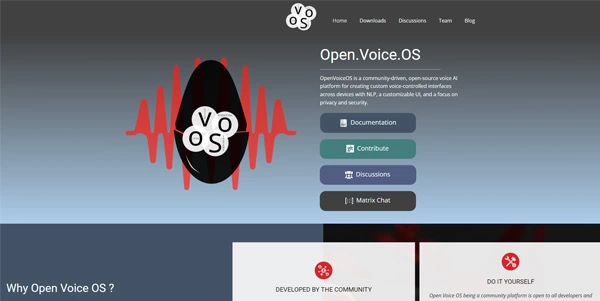 VOOS
Home Downloads Discussions Team Blog
Open.Voice.OS
OpenVoiceOS is a community-driven, open-source voice AI
platform for creating custom voice-controlled interfaces
across devices with NLP, a customizable UI, and a focus on
privacy and security.
VOOS
Documentation
Contribute
Discussions
[::] Matrix Chat
Why Open Voice OS ?
DEVELOPED BY THE COMMUNITY
DO IT YOURSELF
Open Voice OS being a community platform is open to all developers and